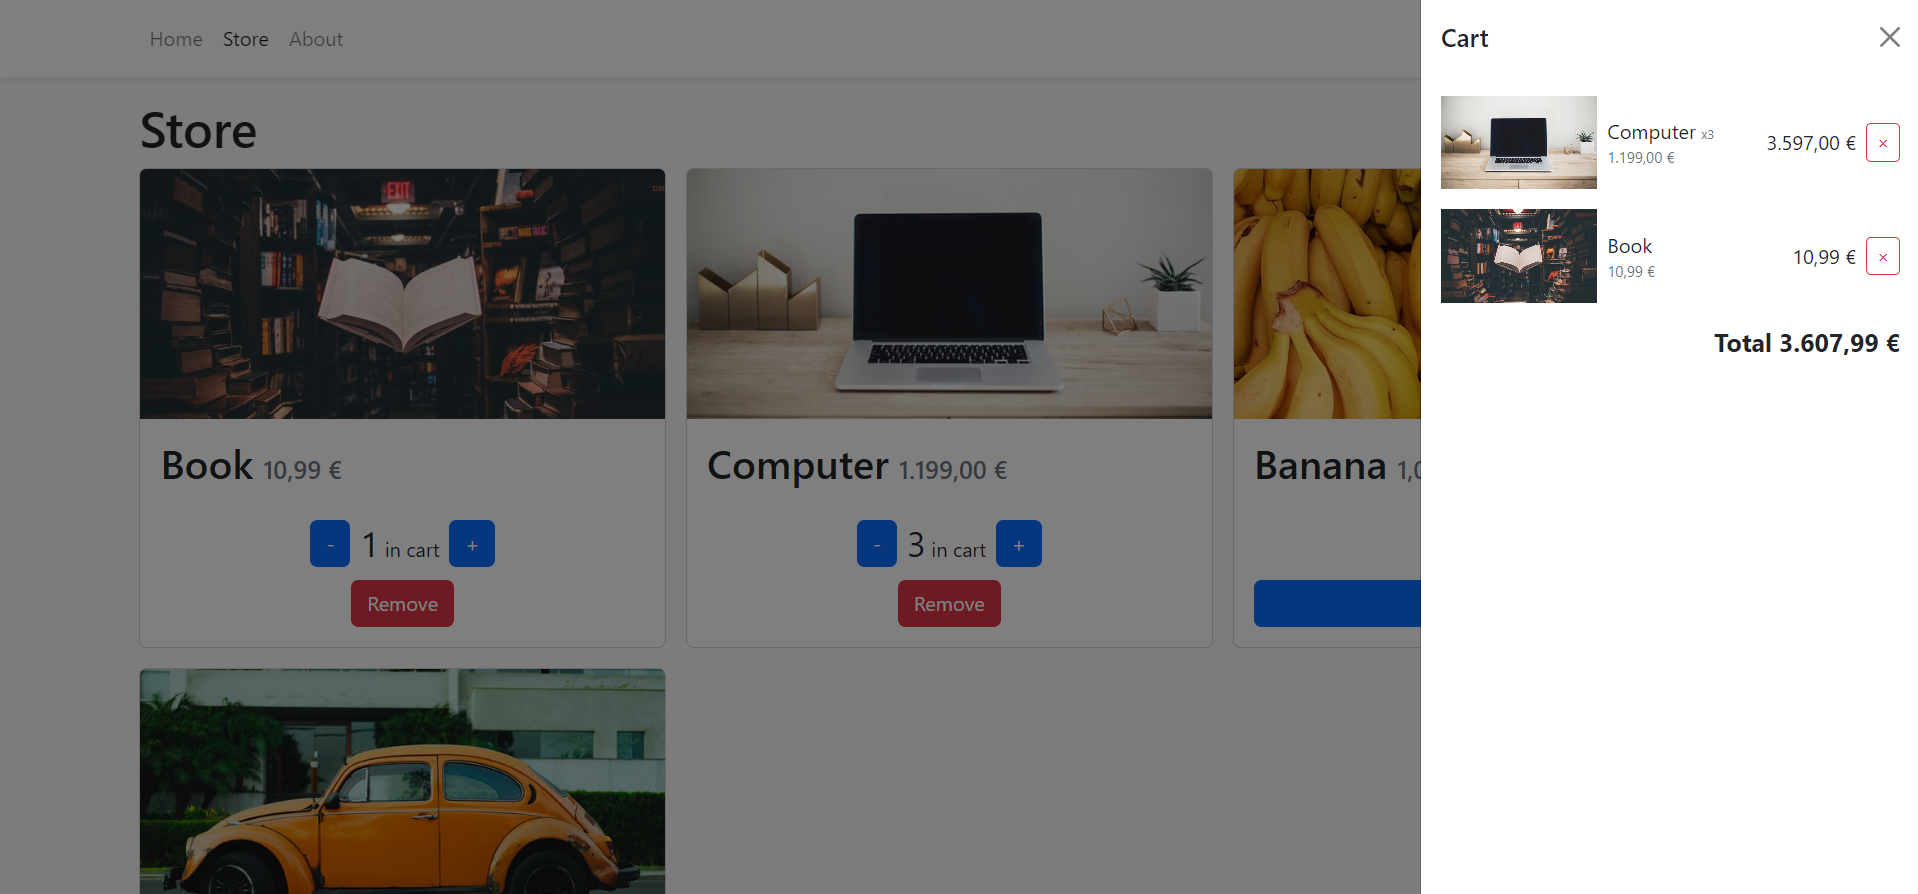 Home Store About
Store
EXIT
Book 10,99 €
- 1 in cart +
Remove
Computer 1.199,00 €
- 3 in cart +
Remove
Banana
Cart
Computer x3
1.199,00 €
3.597,00 €
×
Book
10,99 €
10,99 €
×
Total 3.607,99 €